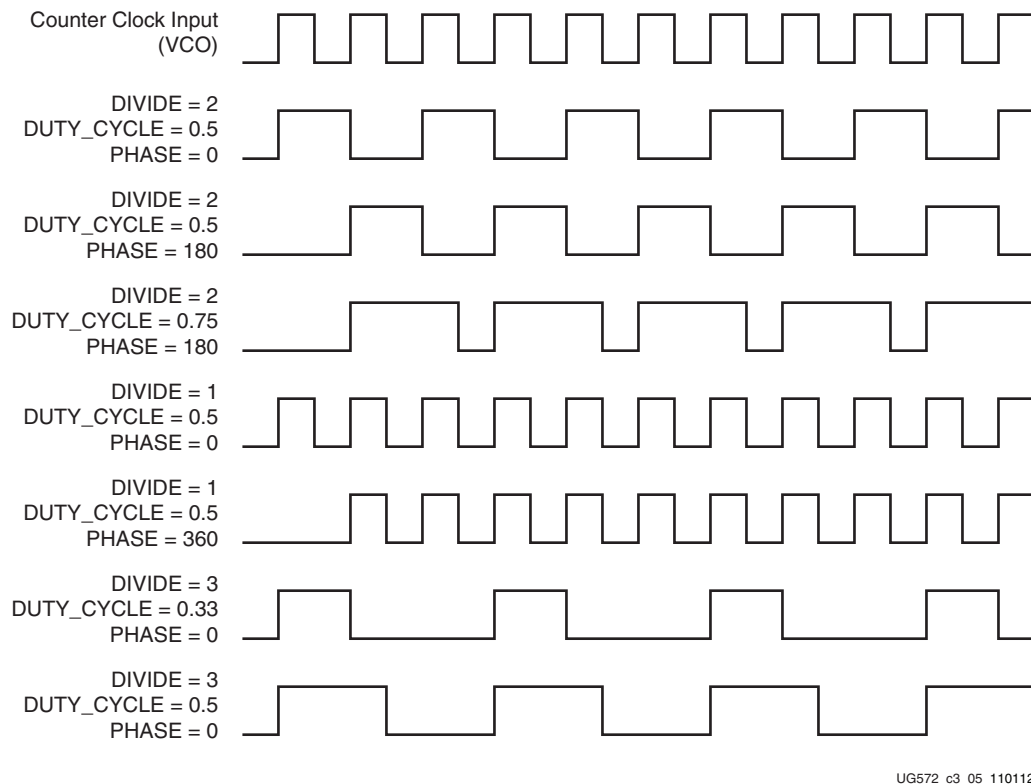 Counter Clock Input
(VCO)
DIVIDE = 2
DUTY_CYCLE = 0.5
PHASE = 0
DIVIDE = 2
DUTY_CYCLE = 0.5
PHASE = 180
DIVIDE = 2
DUTY_CYCLE = 0.75
PHASE = 180
DIVIDE = 1
DUTY_CYCLE = 0.5
PHASE = 0
DIVIDE = 1
DUTY_CYCLE = 0.5
PHASE = 360
DIVIDE = 3
DUTY_CYCLE = 0.33
PHASE = 0
DIVIDE = 3
DUTY_CYCLE = 0.5
PHASE = 0
UG572_c3_05_110112